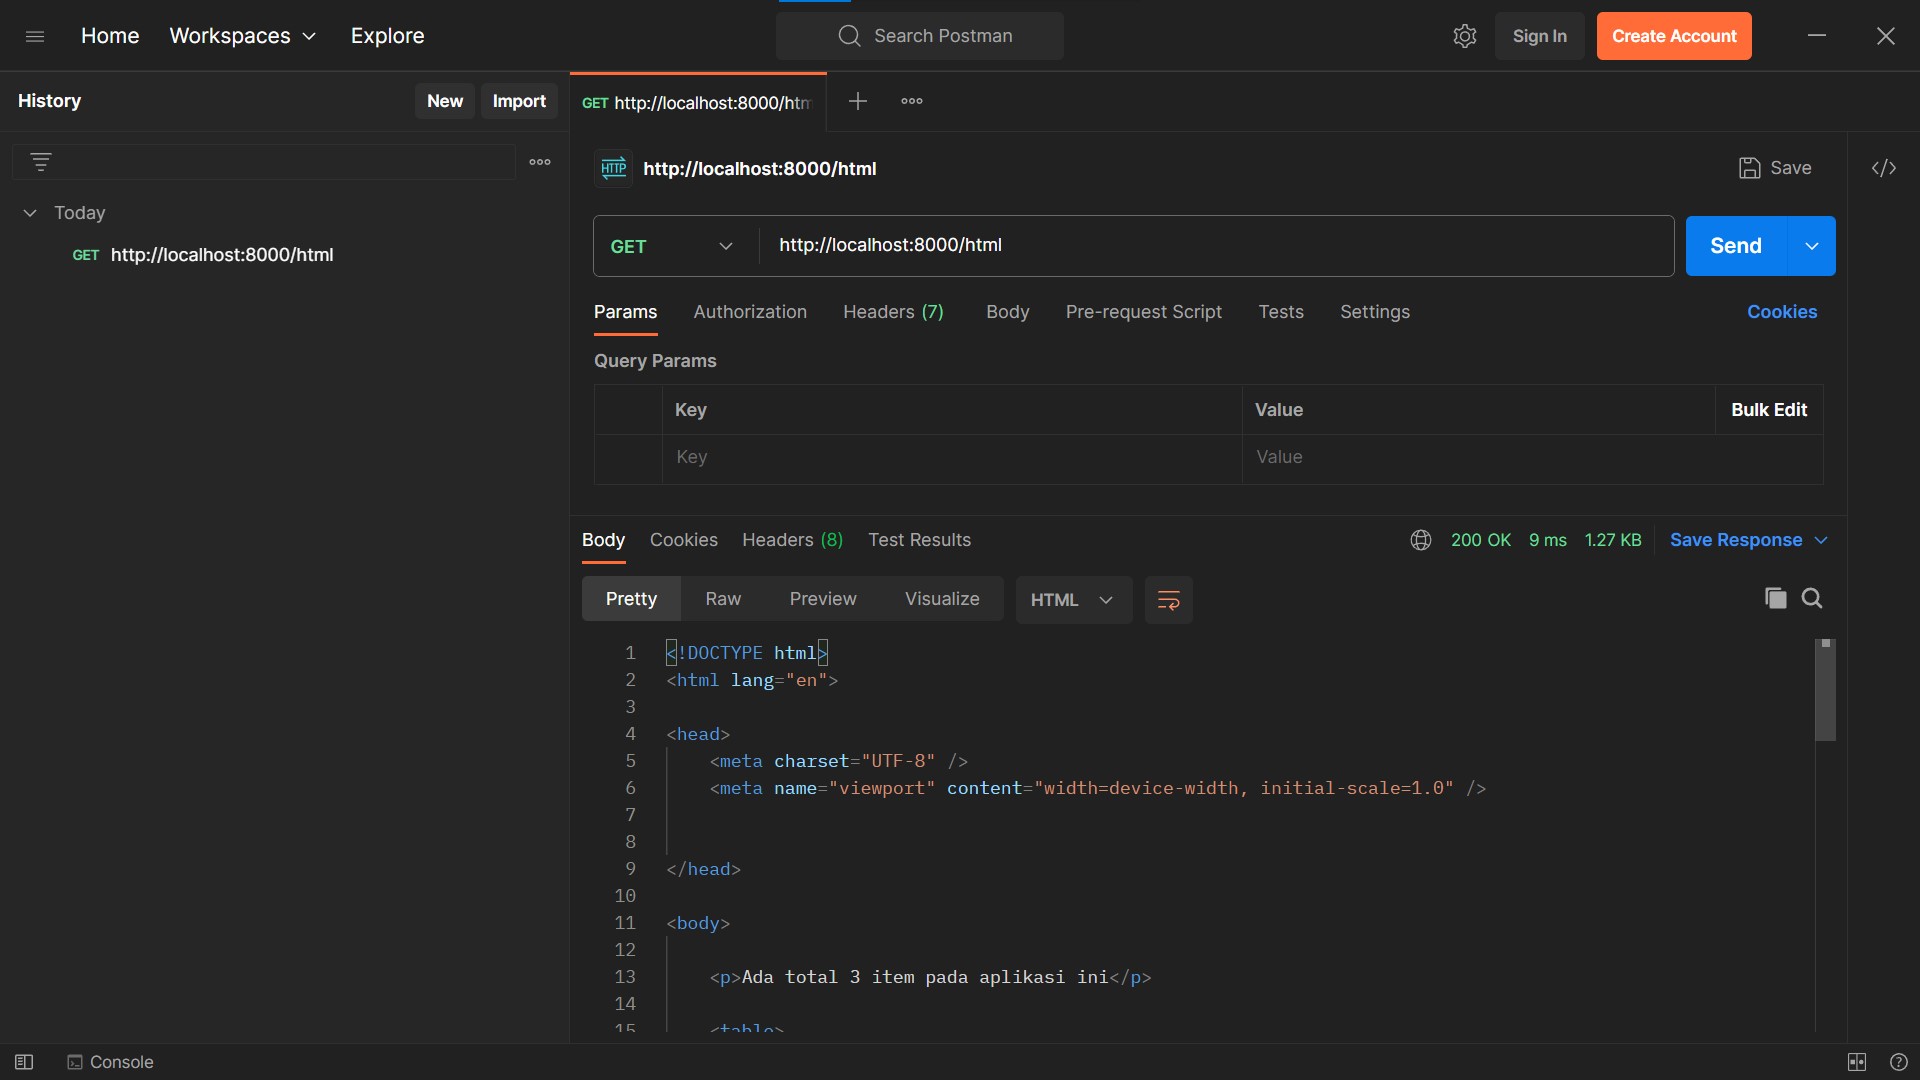 Home Workspaces Explore Search Postman Sign In Create Account
History New Import
GET http://localhost:8000/htm
HTTP http://localhost:8000/html Save </>
Today
GET http://localhost:8000/html
GET http://localhost:8000/html Send
Params Authorization Headers (7) Body Pre-request Script Tests Settings Cookies
Query Params
Key Value Bulk Edit
Key Value
Body Cookies Headers (8) Test Results 200 OK 9 ms 1.27 KB Save Response
Pretty Raw Preview Visualize HTML
1 <!DOCTYPE html>
2 <html lang="en">
3
4 <head>
5 <meta charset="UTF-8" />
6 <meta name="viewport" content="width=device-width, initial-scale=1.0" />
7
8
9 </head>
10
11 <body>
12
13 <p>Ada total 3 item pada aplikasi ini</p>
14
15 <table>
Console